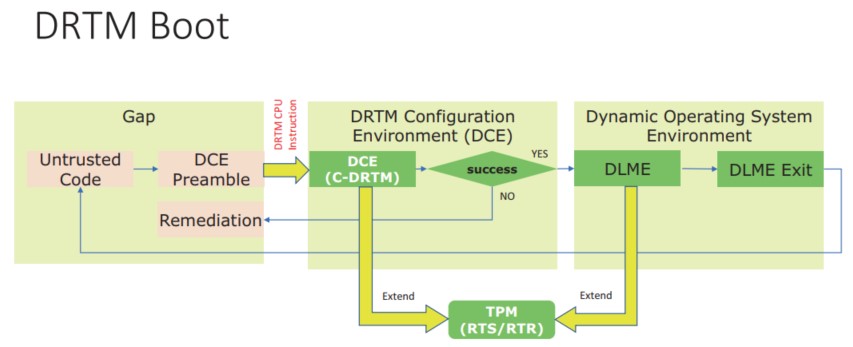 DRTM Boot
Gap
DRTM CPU
Instruction
DRTM Configuration
Environment (DCE)
Dynamic Operating System
Environment
Untrusted
Code
DCE
Preamble
DCE
(C-DRTM)
success
YES
NO
DLME
DLME Exit
Remediation
Extend
Extend
TPM
(RTS/RTR)